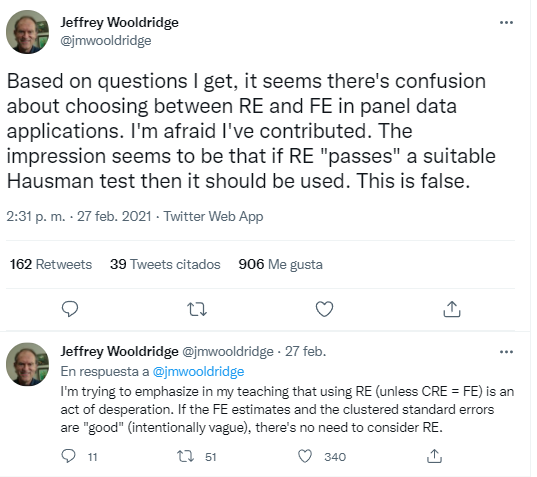 Jeffrey Wooldridge
@jmwooldridge
Based on questions I get, it seems there's confusion
about choosing between RE and FE in panel data
applications. I'm afraid I've contributed. The
impression seems to be that if RE "passes" a suitable
Hausman test then it should be used. This is false.
2:31 p. m. · 27 feb. 2021 · Twitter Web App
162 Retweets 39 Tweets citados 906 Me gusta
Jeffrey Wooldridge @jmwooldridge · 27 feb.
En respuesta a @jmwooldridge
I'm trying to emphasize in my teaching that using RE (unless CRE = FE) is an
act of desperation. If the FE estimates and the clustered standard errors
are "good" (intentionally vague), there's no need to consider RE.
11 51 340